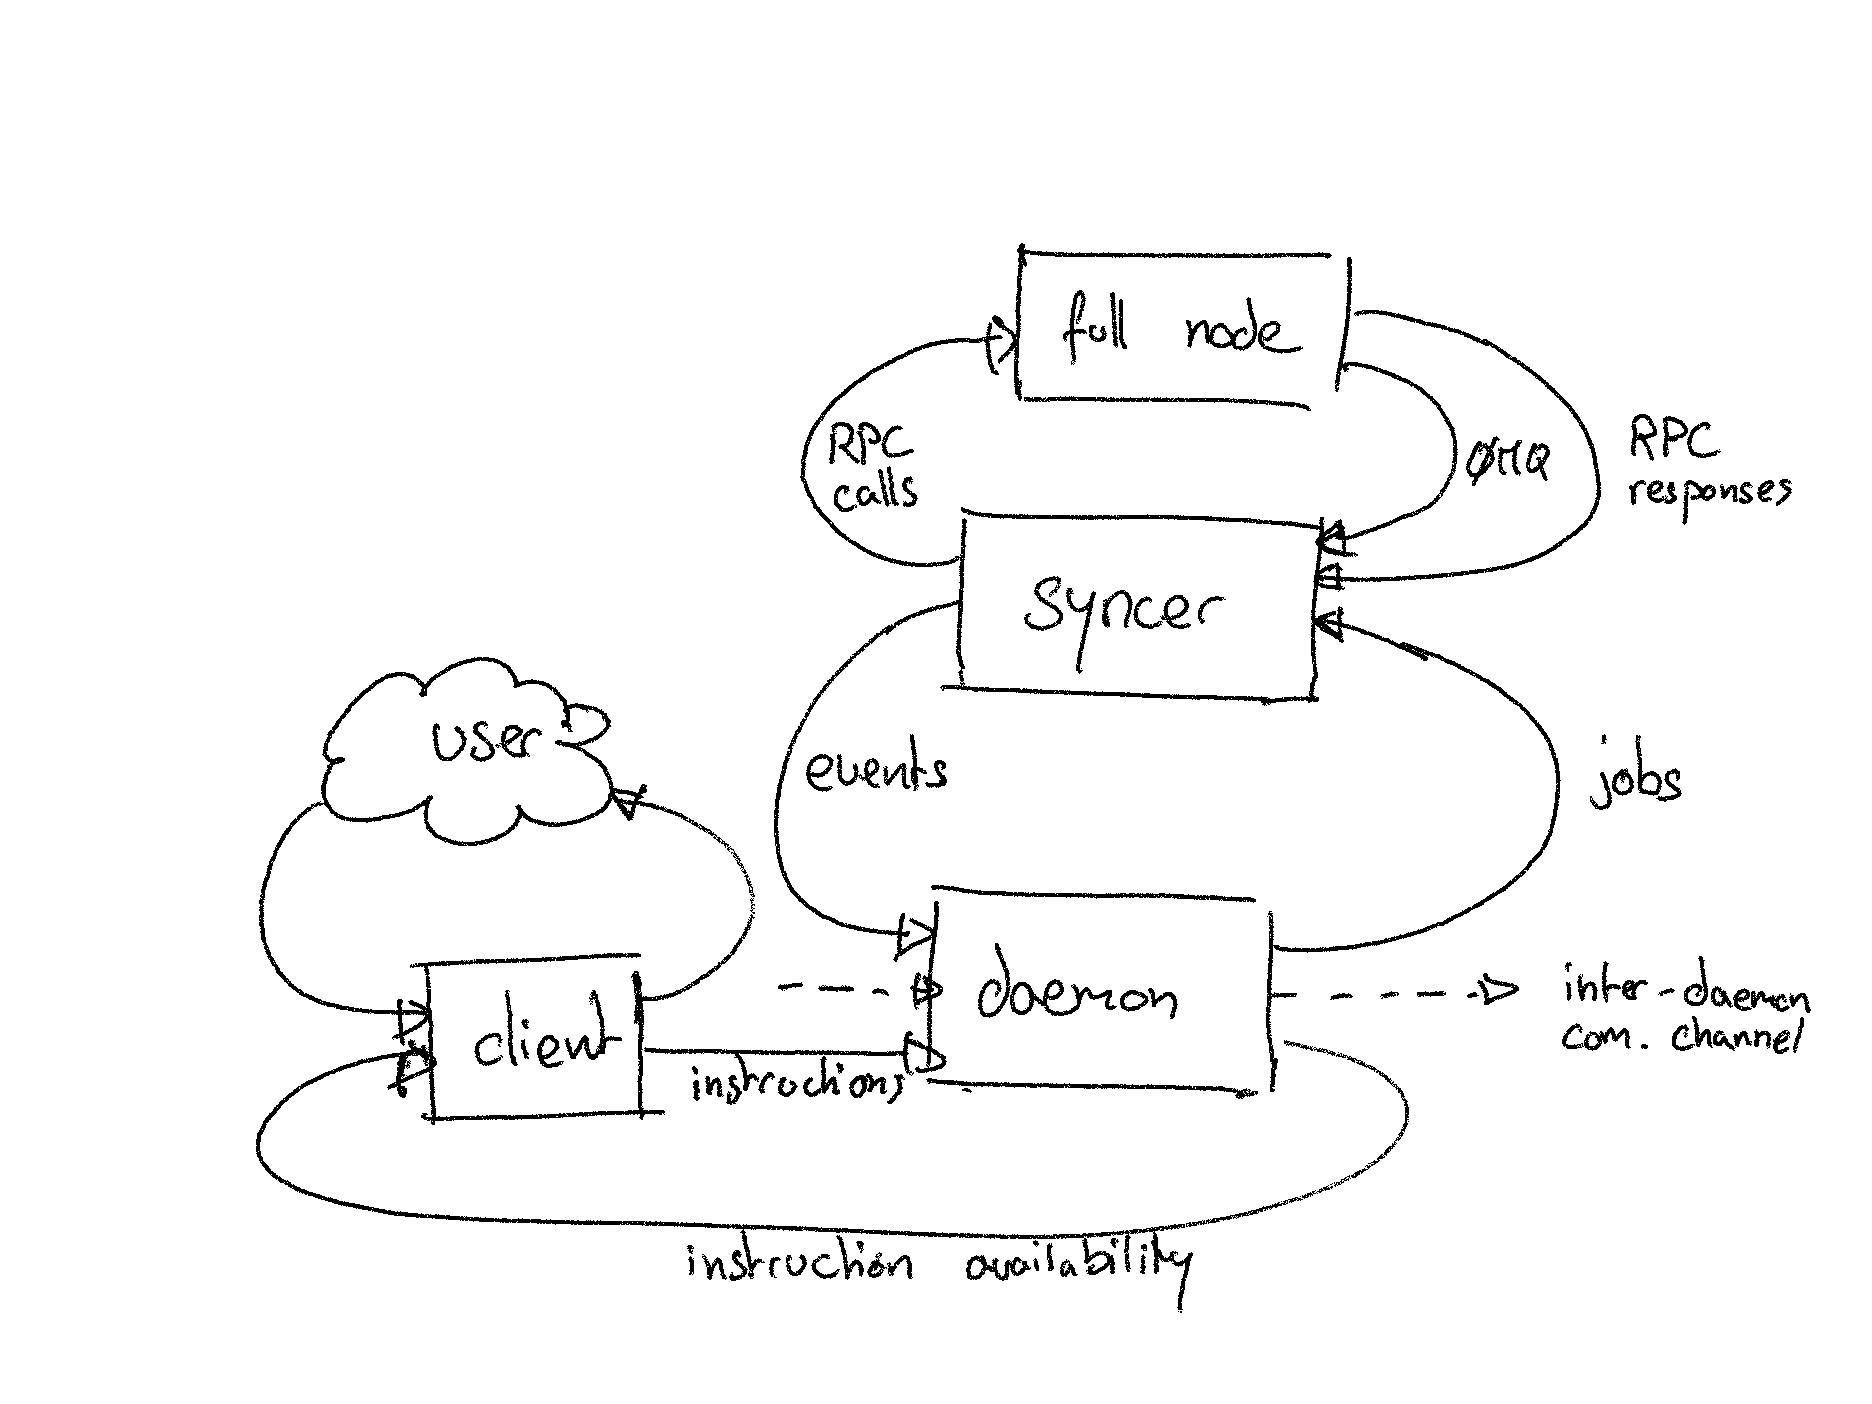 full node
RPC
calls
ØMQ
RPC
responses
syncer
user
events
jobs
daemon
inter-daemon
com. channel
client
instructions
instruction availability